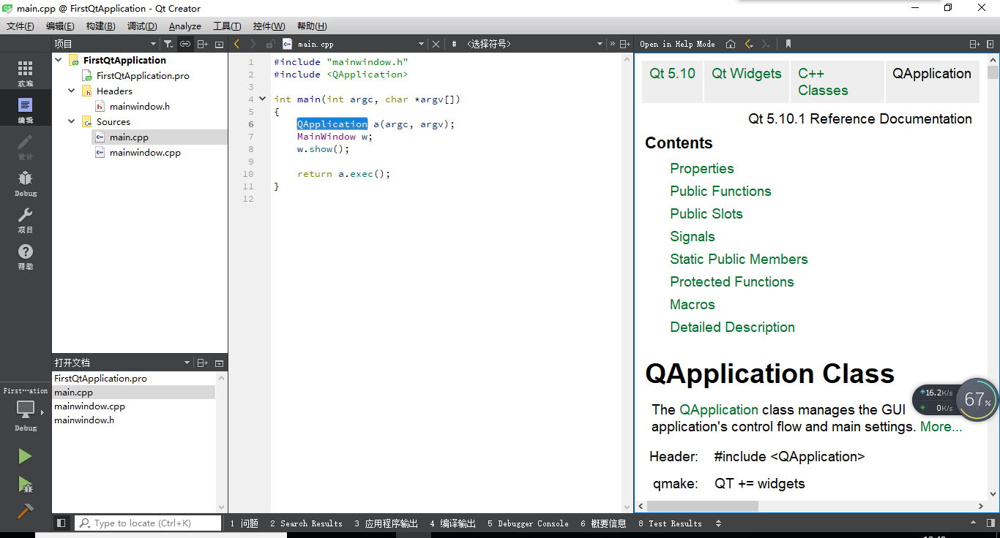 main.cpp @ FirstQtApplication - Qt Creator
文件(F) 编辑(E) 构建(B) 调试(D) Analyze 工具(T) 控件(W) 帮助(H)
项目
main.cpp
# <选择符号>
Open in Help Mode
欢迎
编辑
设计
Debug
项目
帮助
First···ation
Debug
FirstQtApplication
FirstQtApplication.pro
Headers
mainwindow.h
Sources
main.cpp
mainwindow.cpp
打开文档
FirstQtApplication.pro
main.cpp
mainwindow.cpp
mainwindow.h
1 #include "mainwindow.h"
2 #include <QApplication>
3
4 int main(int argc, char *argv[])
5 {
6 QApplication a(argc, argv);
7 MainWindow w;
8 w.show();
9
10 return a.exec();
11 }
12
Qt 5.10 Qt Widgets C++ Classes QApplication
Qt 5.10.1 Reference Documentation
Contents
Properties
Public Functions
Public Slots
Signals
Static Public Members
Protected Functions
Macros
Detailed Description
QApplication Class
The QApplication class manages the GUI
application's control flow and main settings. More...
Header: #include <QApplication>
qmake: QT += widgets
16.2K/s
0K/s
67%
Type to locate (Ctrl+K)
1 问题 2 Search Results 3 应用程序输出 4 编译输出 5 Debugger Console 6 概要信息 8 Test Results